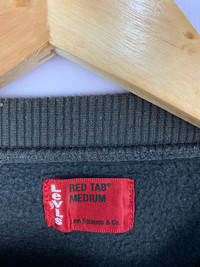 Levi's
RED TAB®
MEDIUM
Levi Strauss & Co.